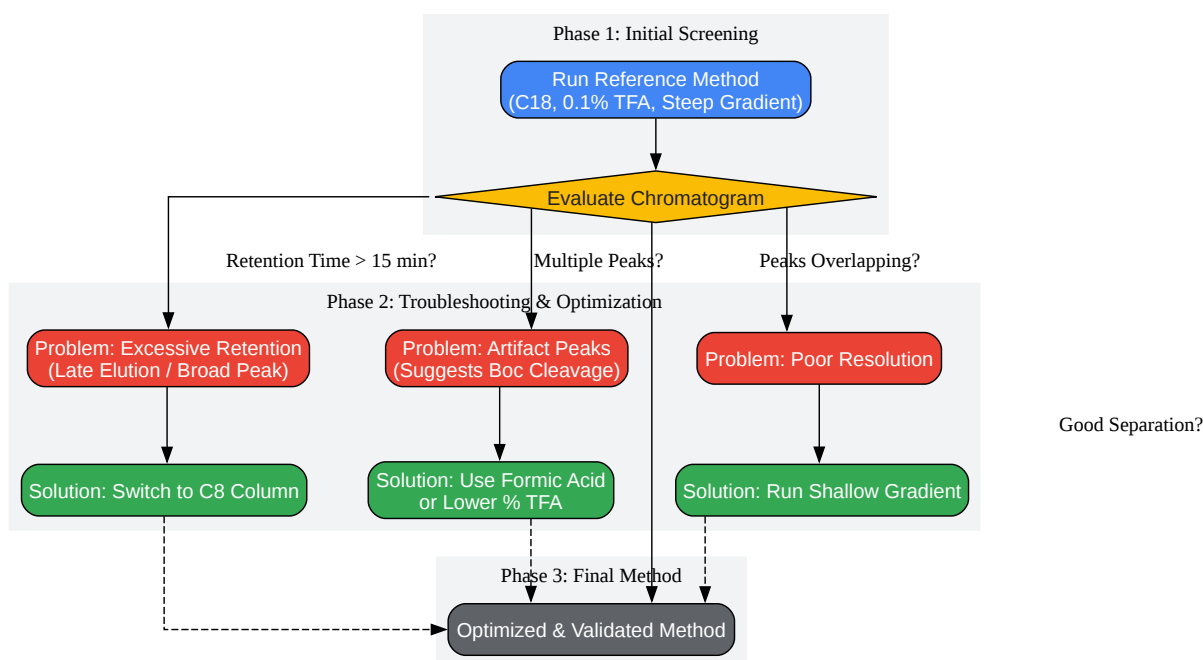 Phase 1: Initial Screening
Run Reference Method
(C18, 0.1% TFA, Steep Gradient)
Evaluate Chromatogram
Retention Time > 15 min?
Multiple Peaks?
Peaks Overlapping?
Phase 2: Troubleshooting & Optimization
Problem: Excessive Retention
(Late Elution / Broad Peak)
Problem: Artifact Peaks
(Suggests Boc Cleavage)
Problem: Poor Resolution
Good Separation?
Solution: Switch to C8 Column
Solution: Use Formic Acid
or Lower % TFA
Solution: Run Shallow Gradient
Phase 3: Final Method
Optimized & Validated Method